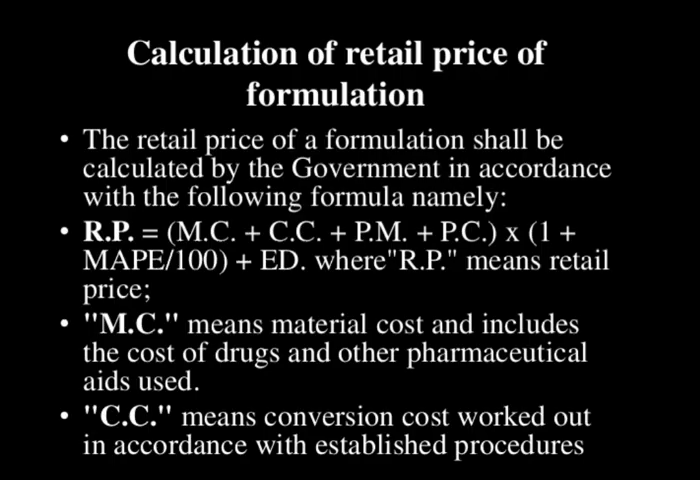 Calculation of retail price of
formulation
• The retail price of a formulation shall be
calculated by the Government in accordance
with the following formula namely:
• R.P. = (M.C. + C.C. + P.M. + P.C.) x (1 +
MAPE/100) + ED. where"R.P." means retail
price;
• "M.C." means material cost and includes
the cost of drugs and other pharmaceutical
aids used.
• "C.C." means conversion cost worked out
in accordance with established procedures